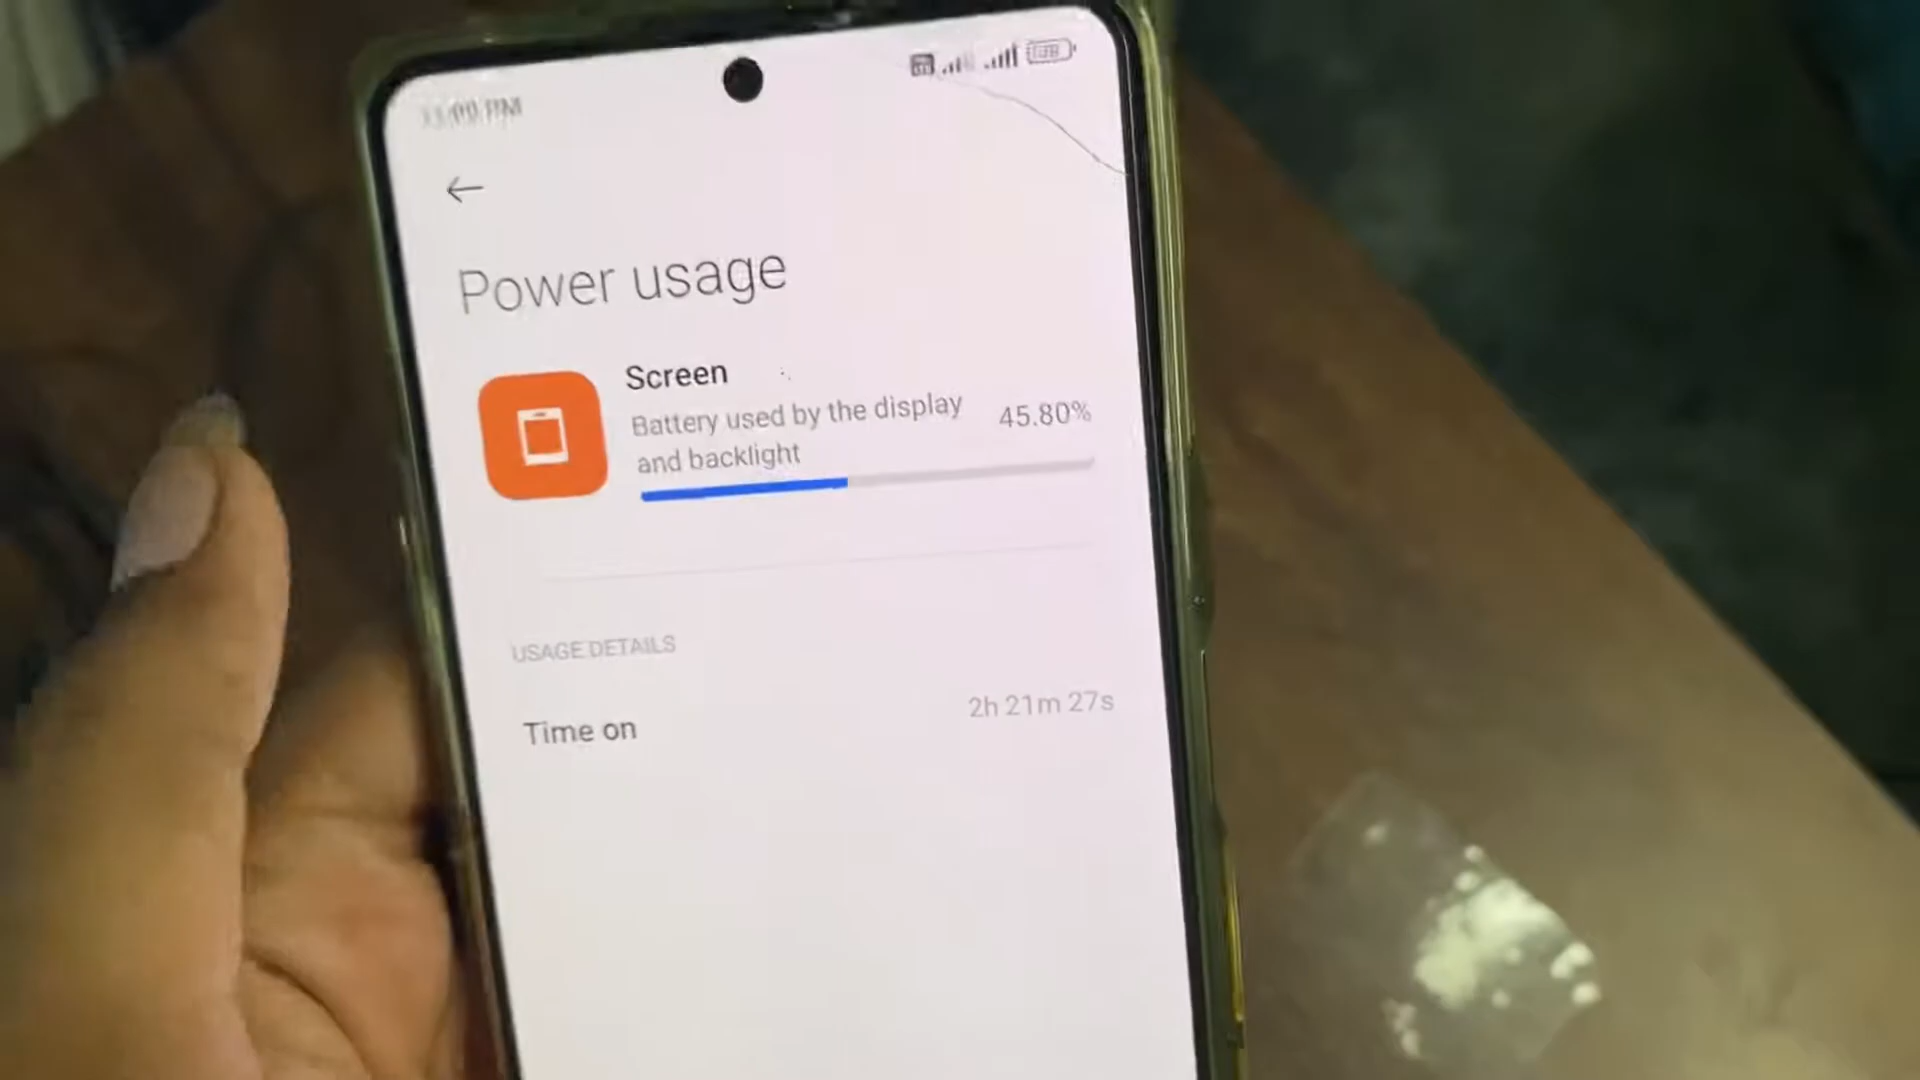 Power usage
Screen
Battery used by the display
and backlight
45.80%
USAGE DETAILS
Time on
2h 21m 27s